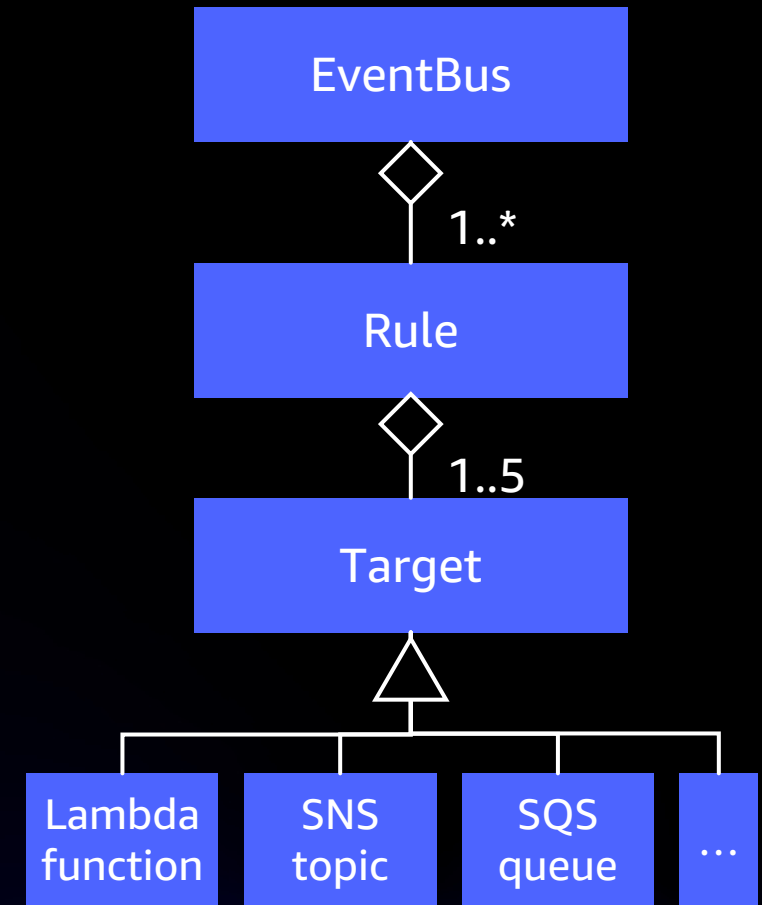 EventBus
1..*
Rule
1..5
Target
Lambda
function
SNS
topic
SQS
queue
...